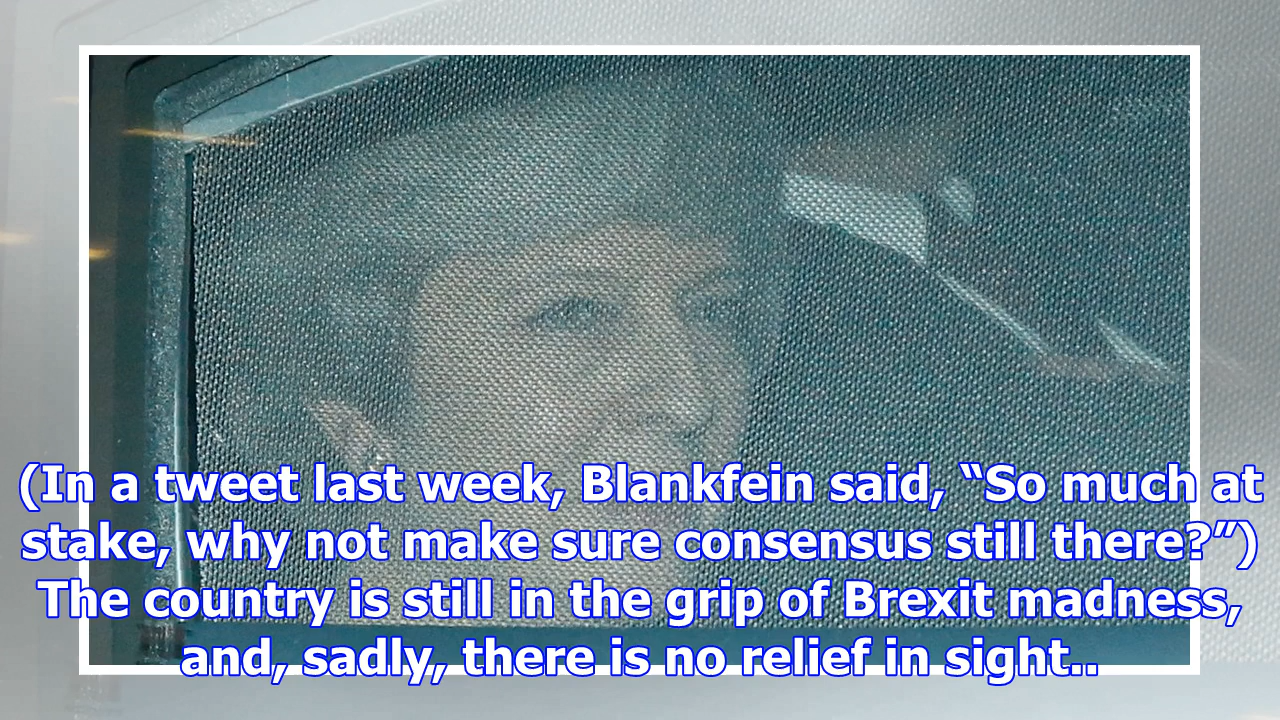 (In a tweet last week, Blankfein said, “So much at
stake, why not make sure consensus still there?”)
The country is still in the grip of Brexit madness,
and, sadly, there is no relief in sight..